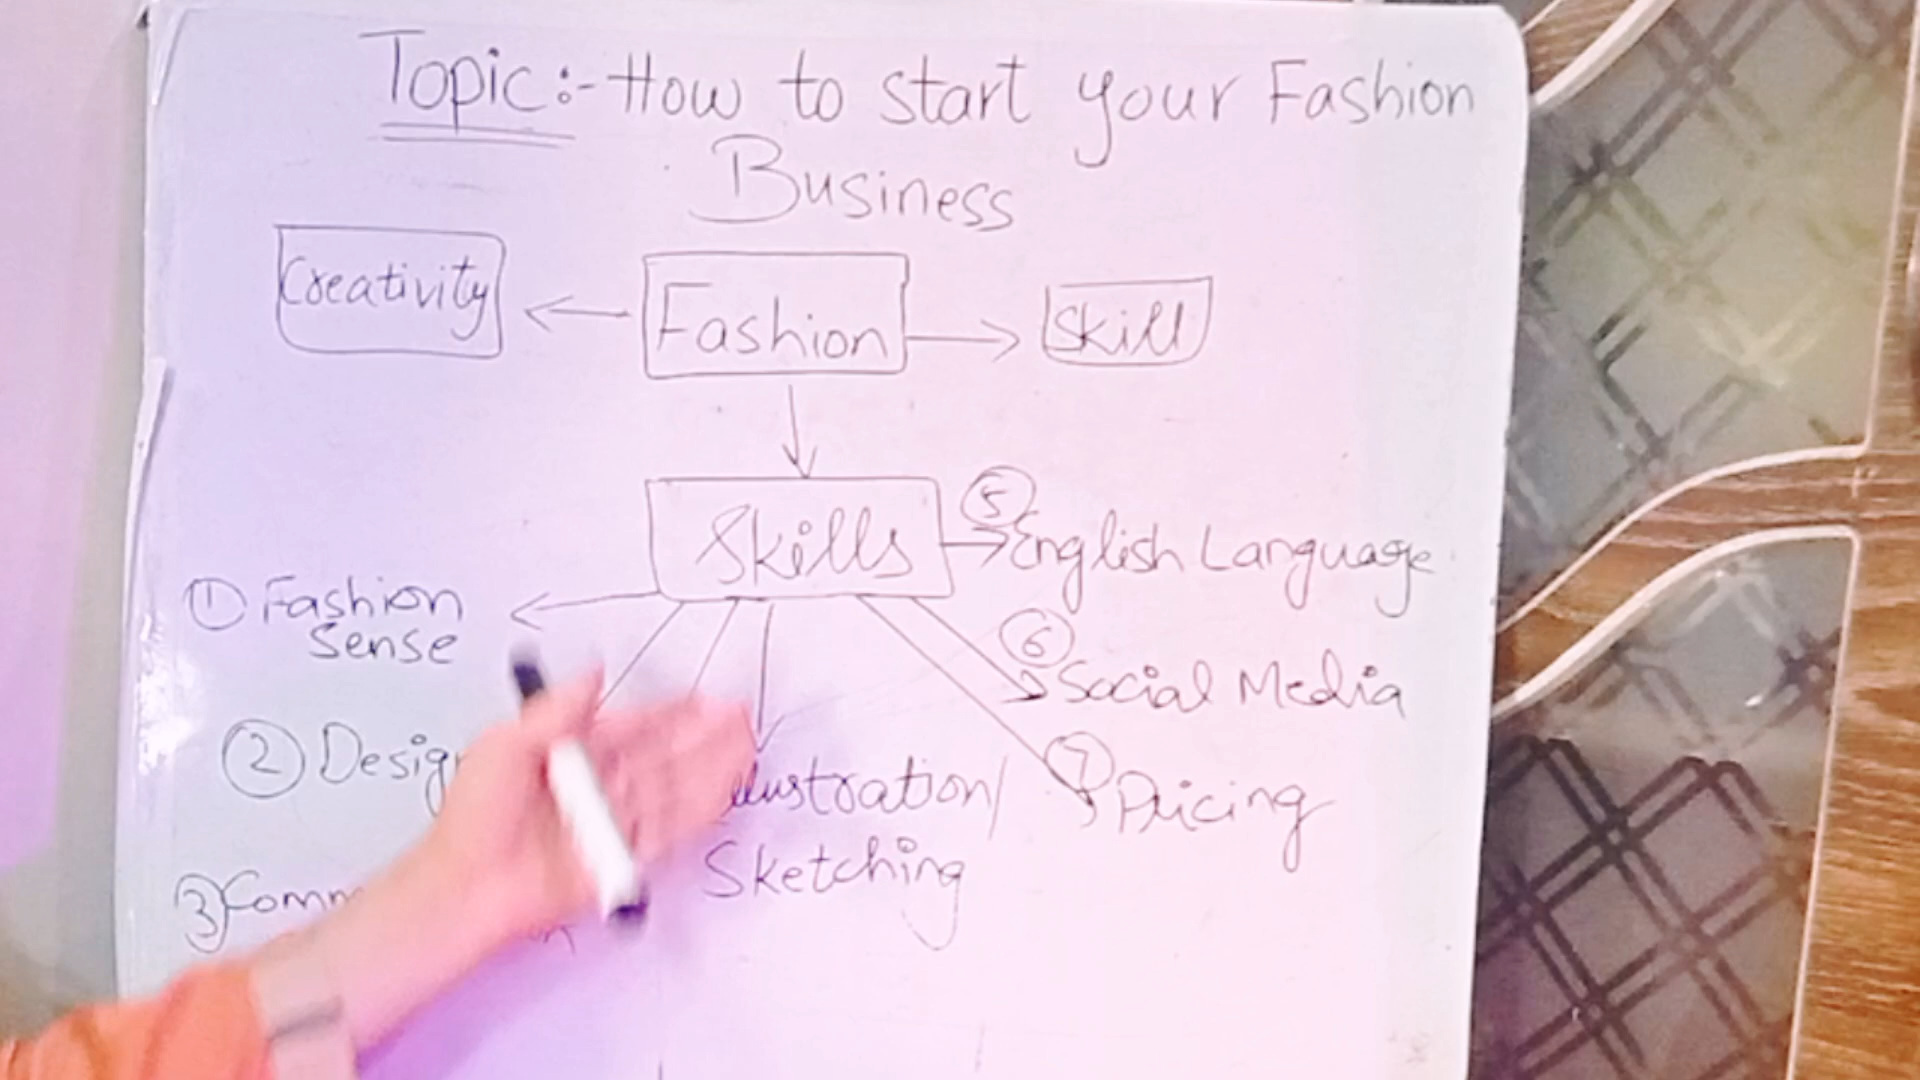 Topic:- How to start your Fashion
Business
Creativity
Fashion
Skill
Skills
⑤ English Language
① Fashion
Sense
⑥ Social Media
②
⑦ Pricing
Sketching
③